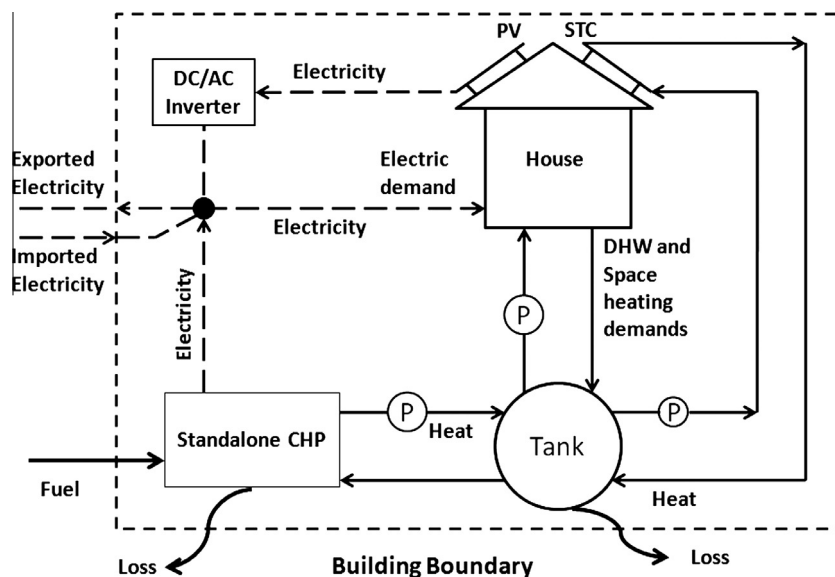 PV
STC
Electricity
DC/AC
Inverter
Exported
Electricity
Electric
demand
House
Electricity
Imported
Electricity
DHW and
Space
heating
demands
Electricity
P
P
Heat
P
Standalone CHP
Tank
Fuel
Heat
Loss
Building Boundary
Loss